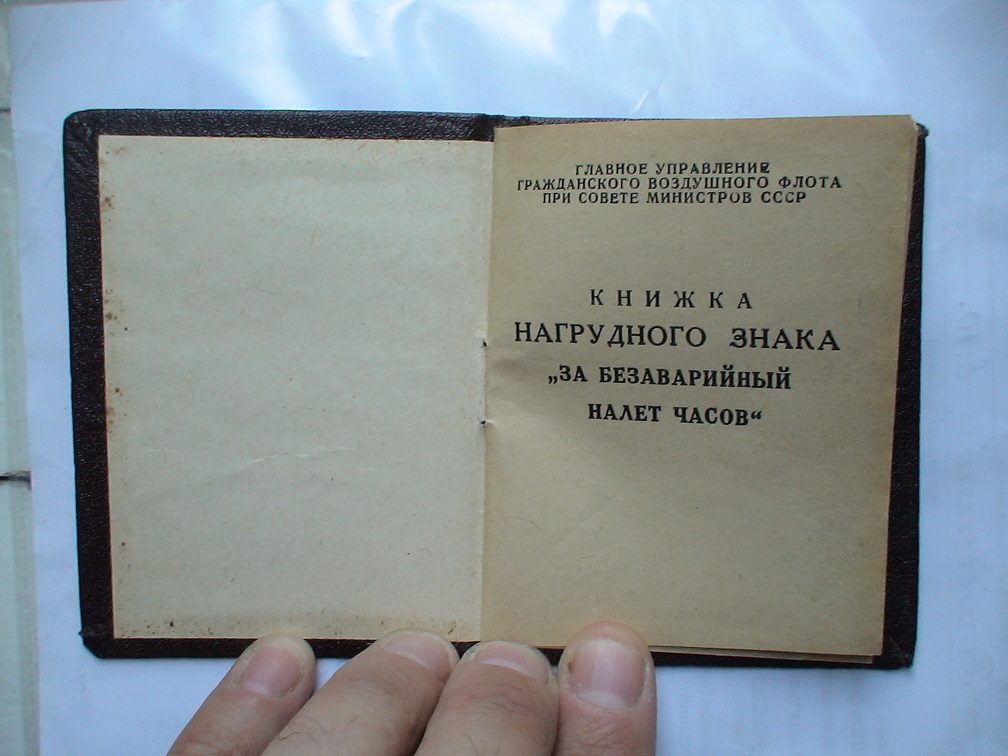 ГЛАВНОЕ УПРАВЛЕНИЕ
ГРАЖДАНСКОГО ВОЗДУШНОГО ФЛОТА
ПРИ СОВЕТЕ МИНИСТРОВ СССР
КНИЖКА
НАГРУДНОГО ЗНАКА
„ЗА БЕЗАВАРИЙНЫЙ
НАЛЕТ ЧАСОВ“